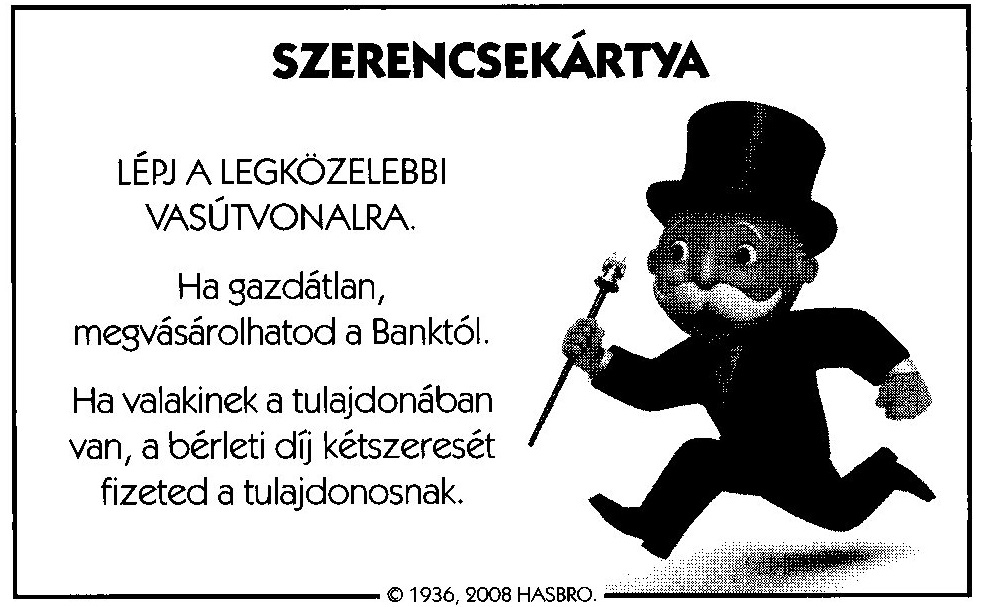 SZERENCSEKÁRTYA
LÉPJ A LEGKÖZELEBBI
VASÚTVONALRA.
Ha gazdátlan,
megvásárolhatod a Banktól.
Ha valakinek a tulajdonában
van, a bérleti díj kétszeresét
fizeted a tulajdonosnak.
© 1936, 2008 HASBRO.